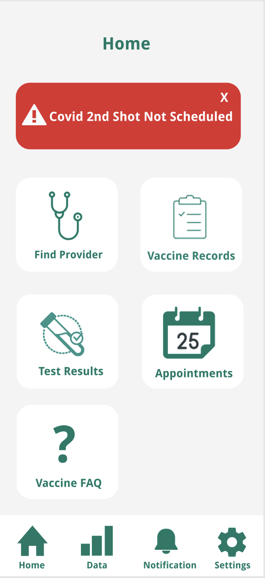 Home
X
Covid 2nd Shot Not Scheduled
Find Provider
Vaccine Records
Test Results
25
Appointments
?
Vaccine FAQ
Home
Data
Notification
Settings